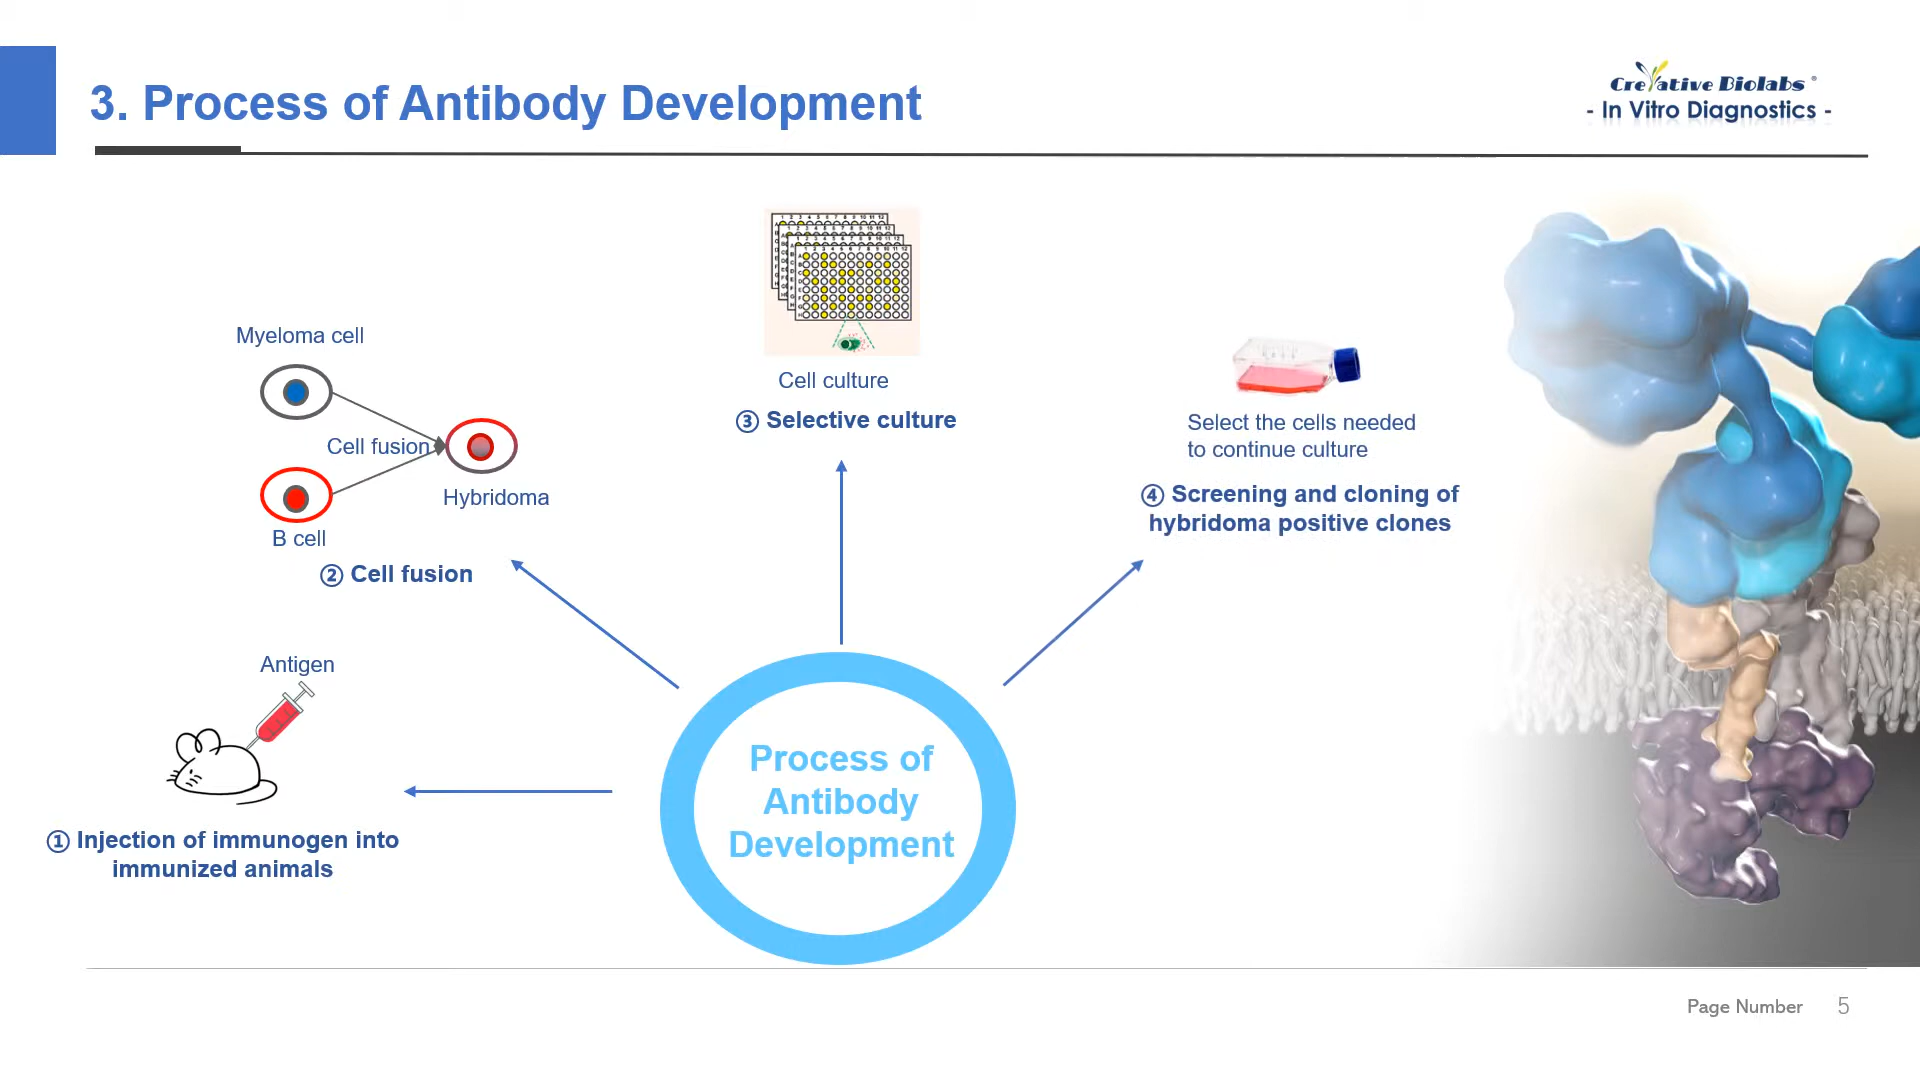 3. Process of Antibody Development
Creative Biolabs®
- In Vitro Diagnostics -
Myeloma cell
Cell fusion
Hybridoma
B cell
② Cell fusion
Cell culture
③ Selective culture
Select the cells needed
to continue culture
④ Screening and cloning of
hybridoma positive clones
Antigen
① Injection of immunogen into
immunized animals
Process of
Antibody
Development
Page Number 5